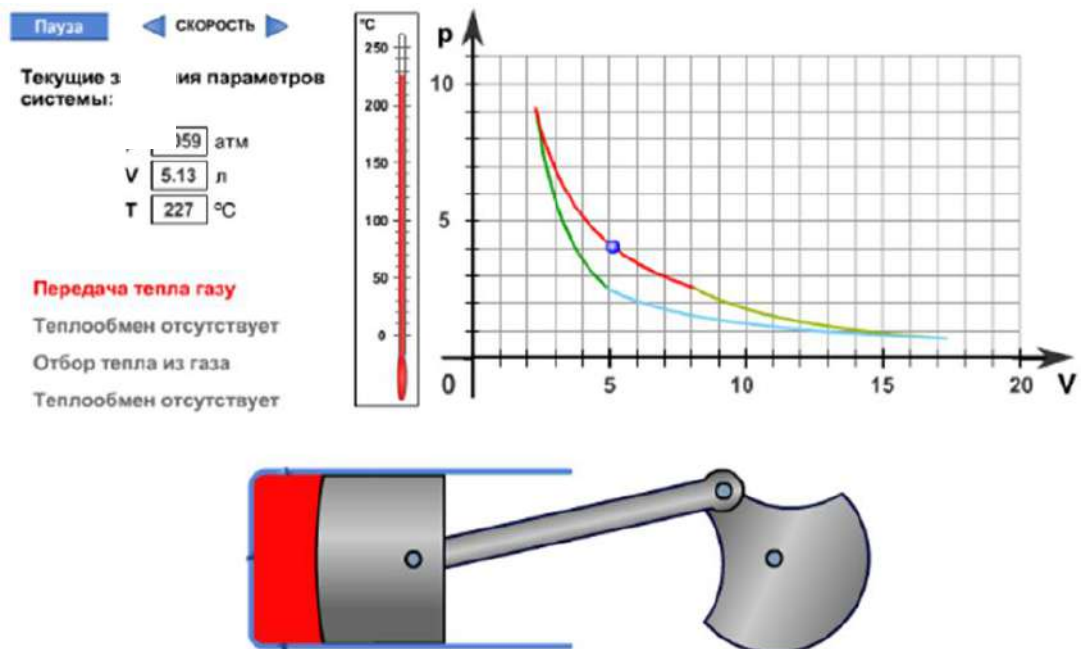 Пауза
СКОРОСТЬ
Текущие з ия параметров
системы:
059 атм
V 5.13 л
T 227 °C
Передача тепла газу
Теплообмен отсутствует
Отбор тепла из газа
Теплообмен отсутствует
°C
250
200
150
100
50
0
p
10
5
0 5 10 15 20 V